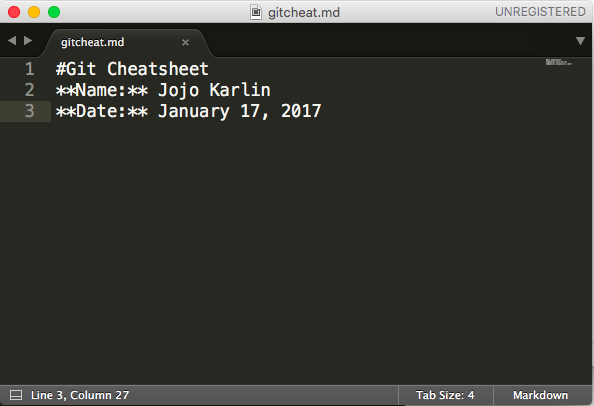 gitcheat.md
UNREGISTERED
gitcheat.md
1 #Git Cheatsheet
2 **Name:** Jojo Karlin
3 **Date:** January 17, 2017
Line 3, Column 27
Tab Size: 4
Markdown